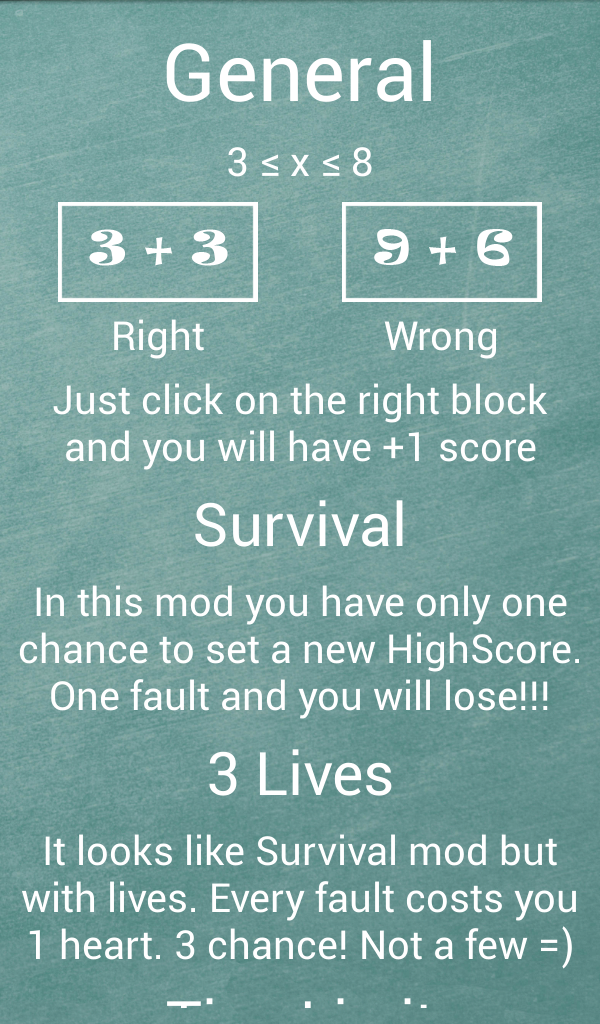 General
3 ≤ x ≤ 8
3 + 3 9 + 6
Right Wrong
Just click on the right block
and you will have +1 score
Survival
In this mod you have only one
chance to set a new HighScore.
One fault and you will lose!!!
3 Lives
It looks like Survival mod but
with lives. Every fault costs you
1 heart. 3 chance! Not a few =)